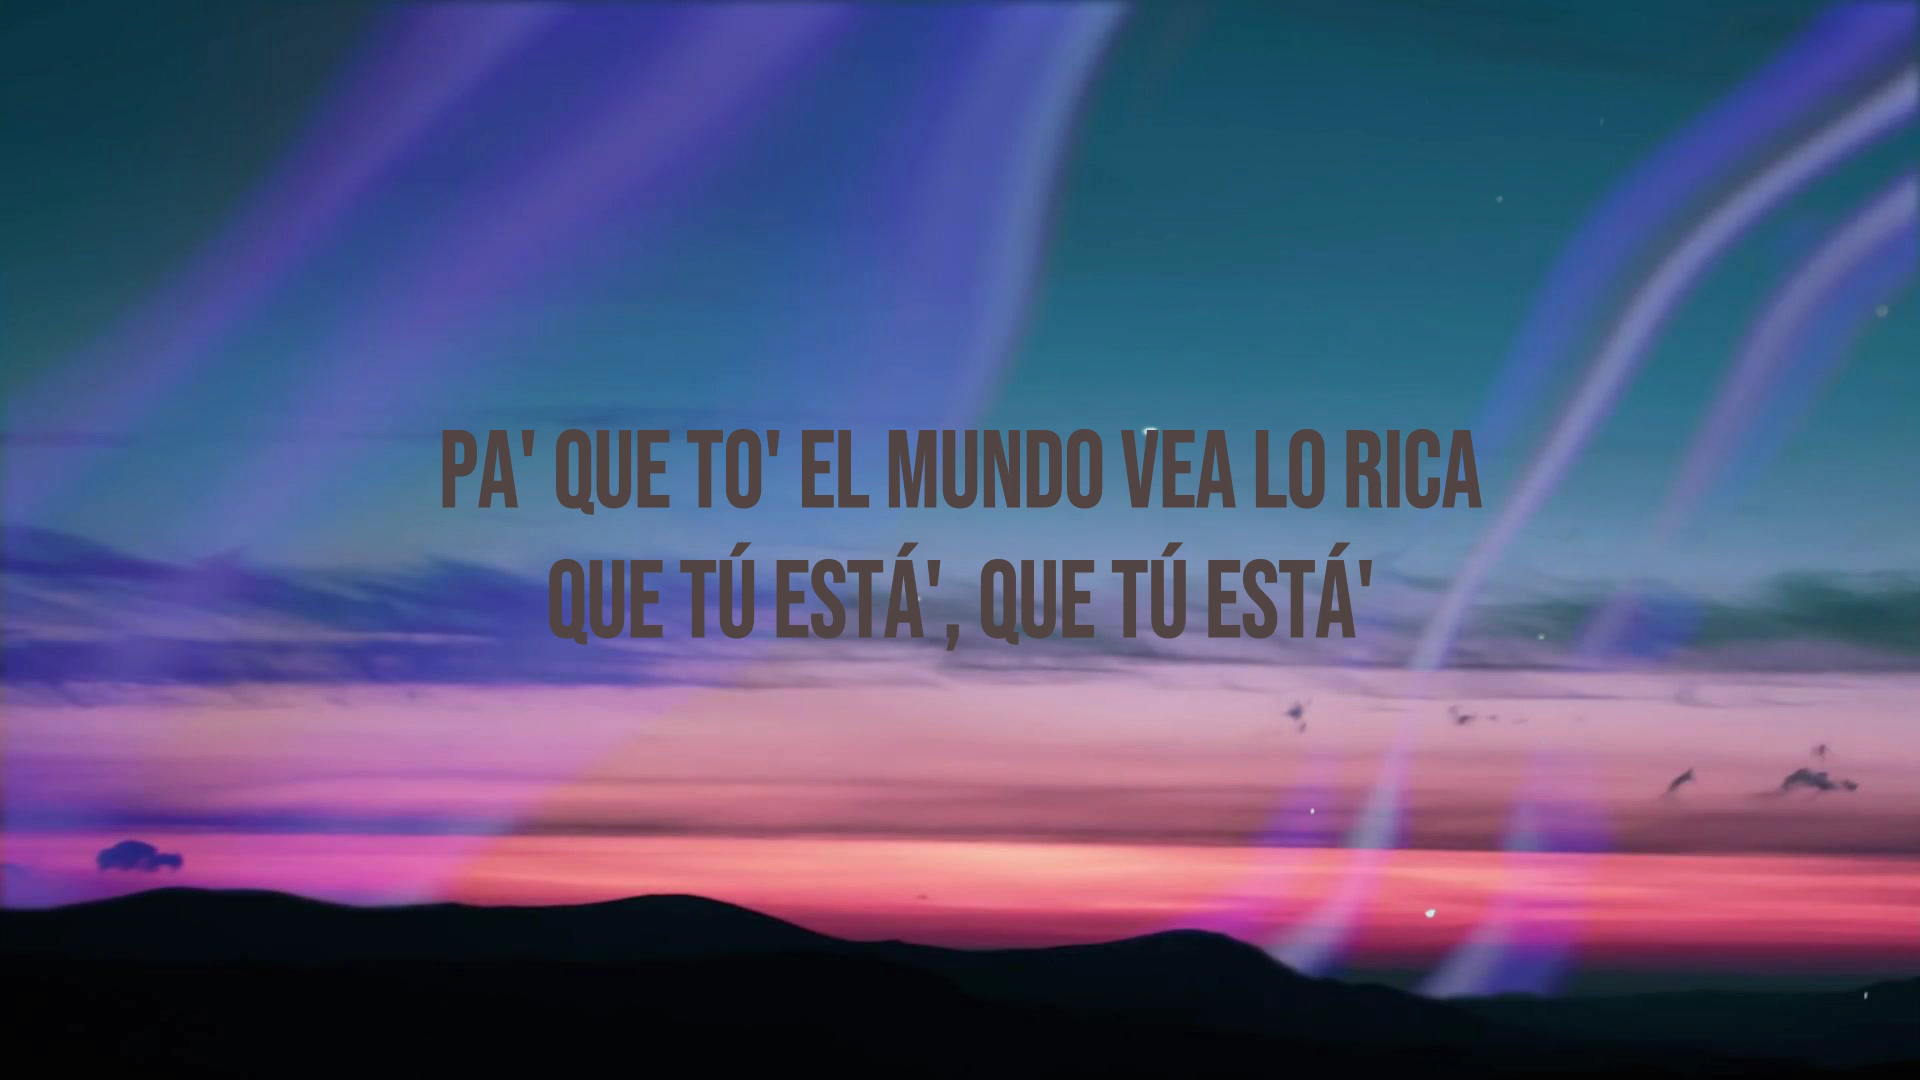 PA' QUE TO' EL MUNDO VEA LO RICA
QUE TÚ ESTÁ', QUE TÚ ESTÁ'